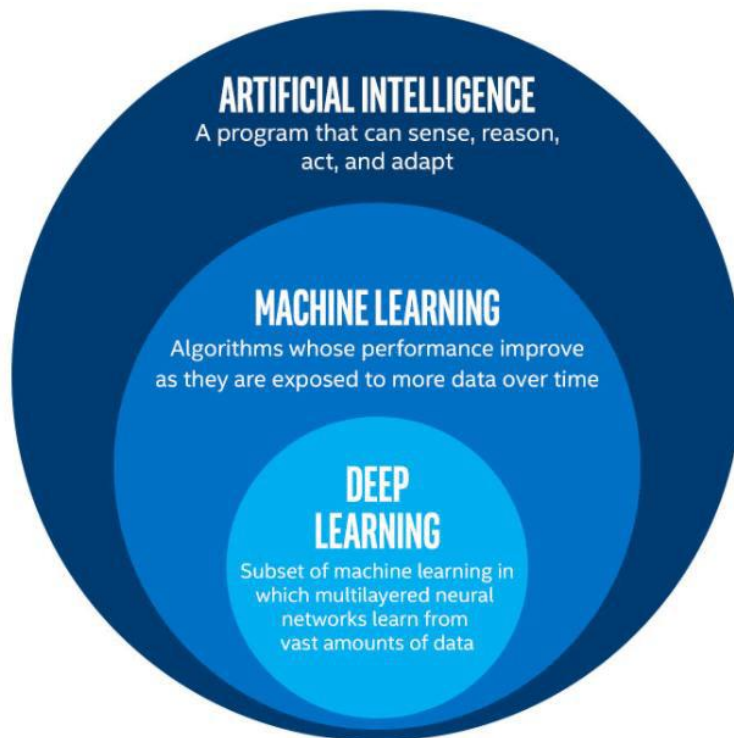 ARTIFICIAL INTELLIGENCE
A program that can sense, reason,
act, and adapt
MACHINE LEARNING
Algorithms whose performance improve
as they are exposed to more data over time
DEEP
LEARNING
Subset of machine learning in
which multilayered neural
networks learn from
vast amounts of data